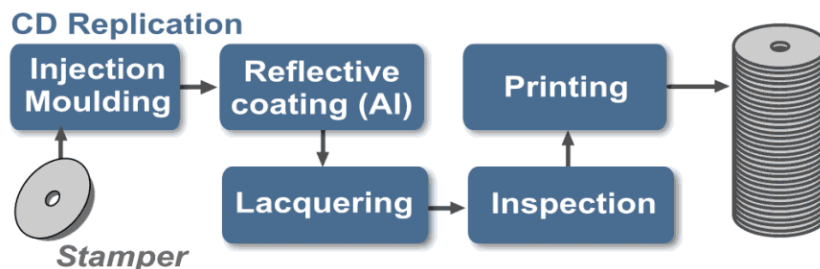 CD Replication
Injection
Moulding
Reflective
coating (Al)
Printing
Lacquering
Inspection
Stamper